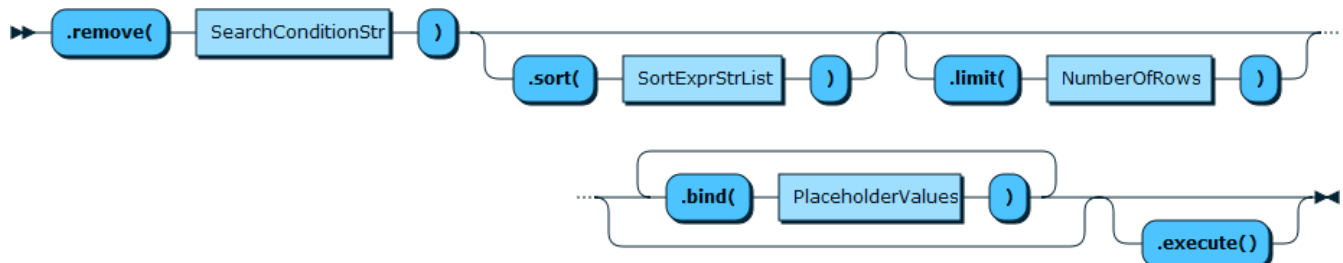 .remove( SearchConditionStr )
.sort( SortExprStrList ) .limit( NumberOfRows )
.bind( PlaceholderValues )
.execute()